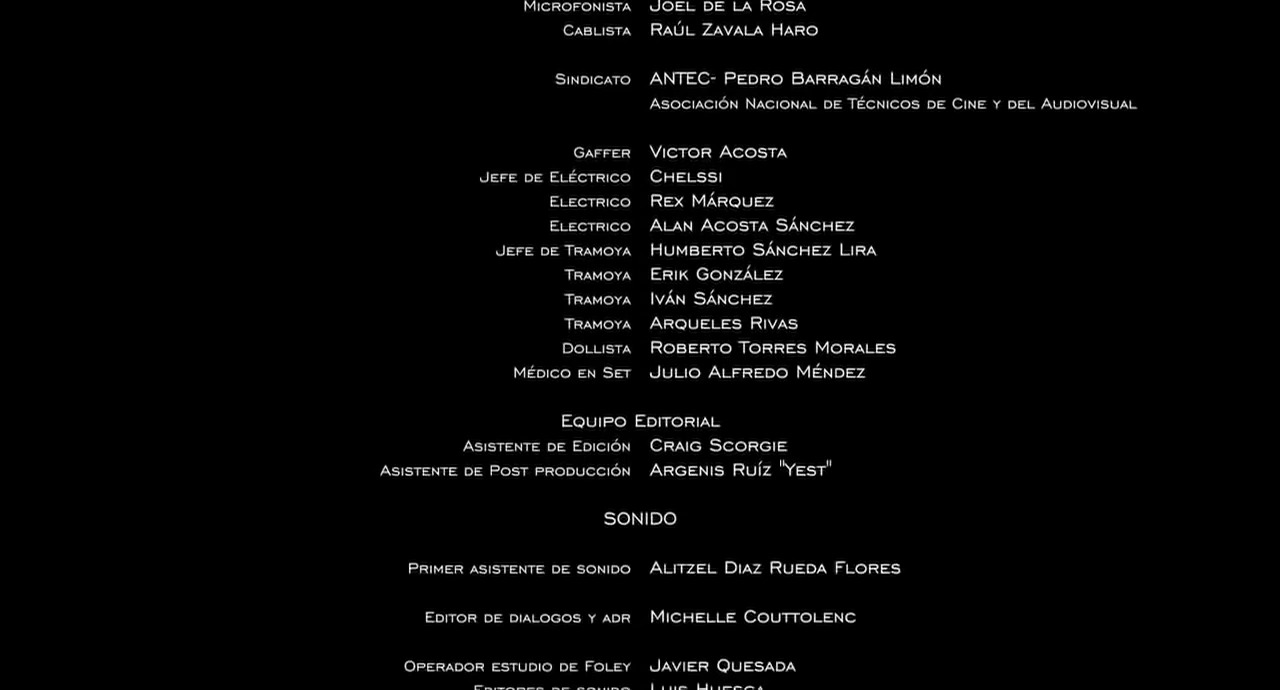 MICROFONISTA JOEL DE LA ROSA
CABLISTA RAÚL ZAVALA HARO
SINDICATO ANTEC- PEDRO BARRAGÁN LIMÓN
ASOCIACIÓN NACIONAL DE TÉCNICOS DE CINE Y DEL AUDIOVISUAL
GAFFER VICTOR ACOSTA
JEFE DE ELÉCTRICO CHELSSI
ELECTRICO REX MÁRQUEZ
ELECTRICO ALAN ACOSTA SÁNCHEZ
JEFE DE TRAMOYA HUMBERTO SÁNCHEZ LIRA
TRAMOYA ERIK GONZÁLEZ
TRAMOYA IVÁN SÁNCHEZ
TRAMOYA ARQUELES RIVAS
DOLLISTA ROBERTO TORRES MORALES
MÉDICO EN SET JULIO ALFREDO MÉNDEZ
EQUIPO EDITORIAL
ASISTENTE DE EDICIÓN CRAIG SCORGIE
ASISTENTE DE POST PRODUCCIÓN ARGENIS RUÍZ "YEST"
SONIDO
PRIMER ASISTENTE DE SONIDO ALITZEL DIAZ RUEDA FLORES
EDITOR DE DIALOGOS Y ADR MICHELLE COUTTOLENC
OPERADOR ESTUDIO DE FOLEY JAVIER QUESADA
EDITORES DE SONIDO LUIS HUESCA